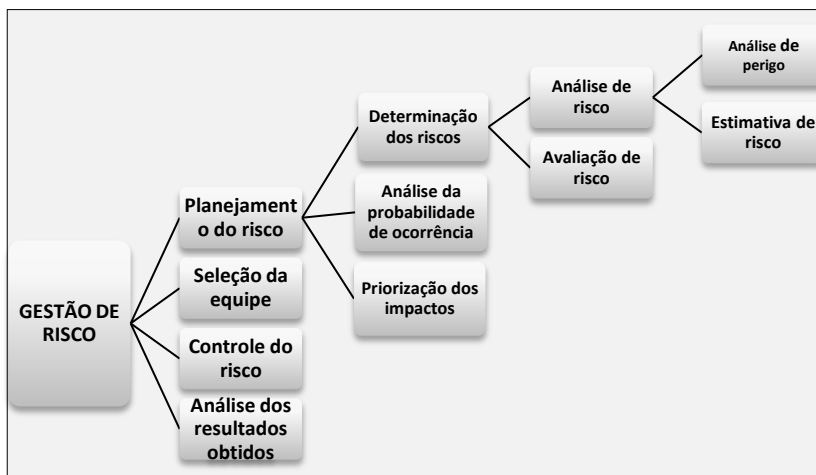 GESTÃO DE
RISCO
Planejament
o do risco
Seleção da
equipe
Controle do
risco
Análise dos
resultados
obtidos
Determinação
dos riscos
Análise da
probabilidade
de ocorrência
Priorização dos
impactos
Análise de
risco
Avaliação de
risco
Análise de
perigo
Estimativa de
risco